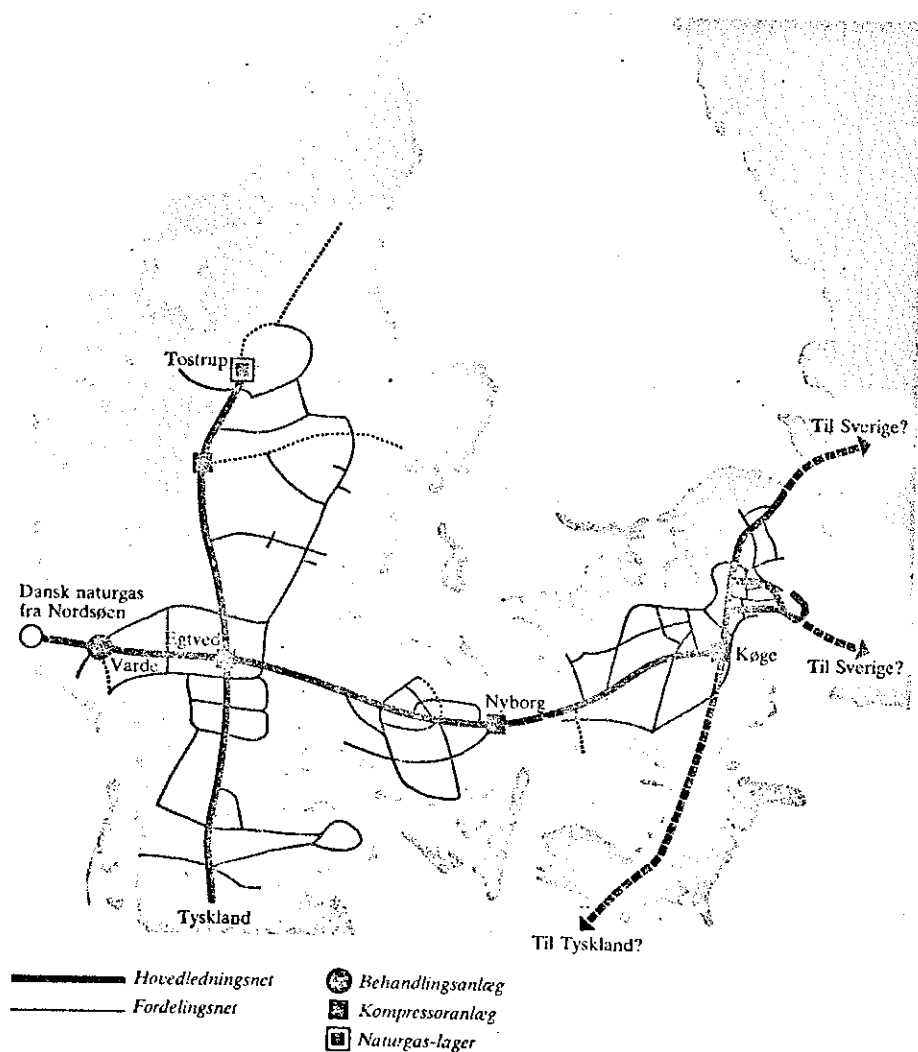 Tostrup
Til Sverige?
Dansk naturgas
fra Nordsøen
Egtved
Varde
Nyborg
Køge
Til Sverige?
Tyskland
Til Tyskland?
Hovedledningsnet
Fordelingsnet
Behandlingsanlæg
Kompressoranlæg
Naturgas-lager